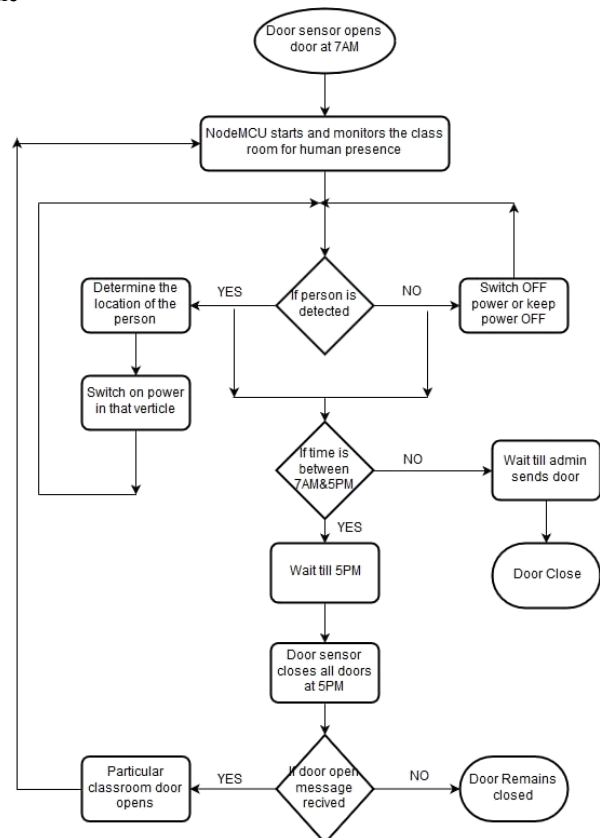 Door sensor opens
door at 7AM
NodeMCU starts and monitors the class
room for human presence
Determine the
location of the
person
YES
If person is
detected
NO
Switch OFF
power or keep
power OFF
Switch on power
in that verticle
If time is
between
7AM&5PM
NO
Wait till admin
sends door
YES
Wait till 5PM
Door Close
Door sensor
closes all doors
at 5PM
Particular
classroom door
opens
YES
If door open
message
recived
NO
Door Remains
closed